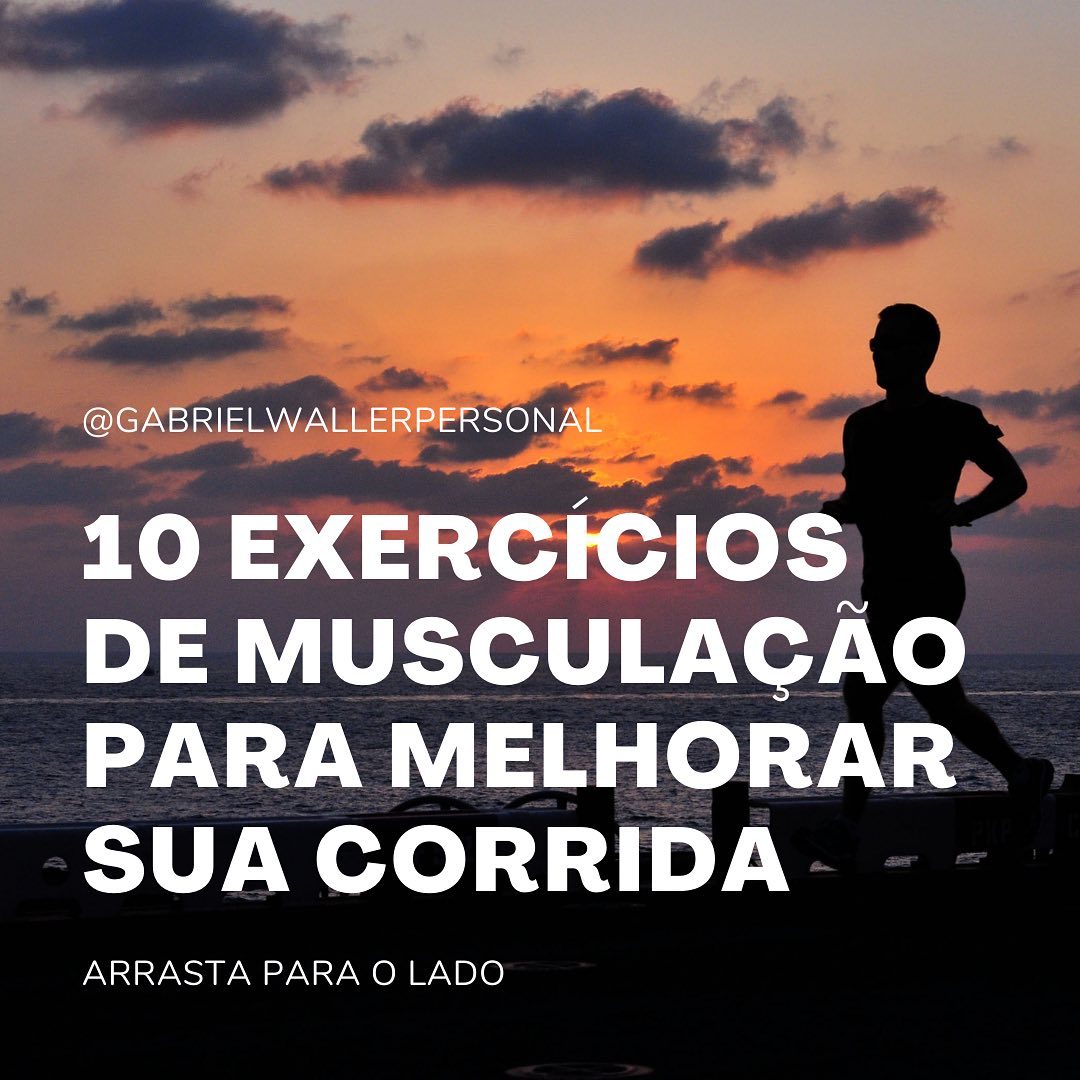 @GABRIELWALLERPERSONAL
10 EXERCÍCIOS
DE MUSCULAÇÃO
PARA MELHORAR
SUA CORRIDA
ARRASTA PARA O LADO